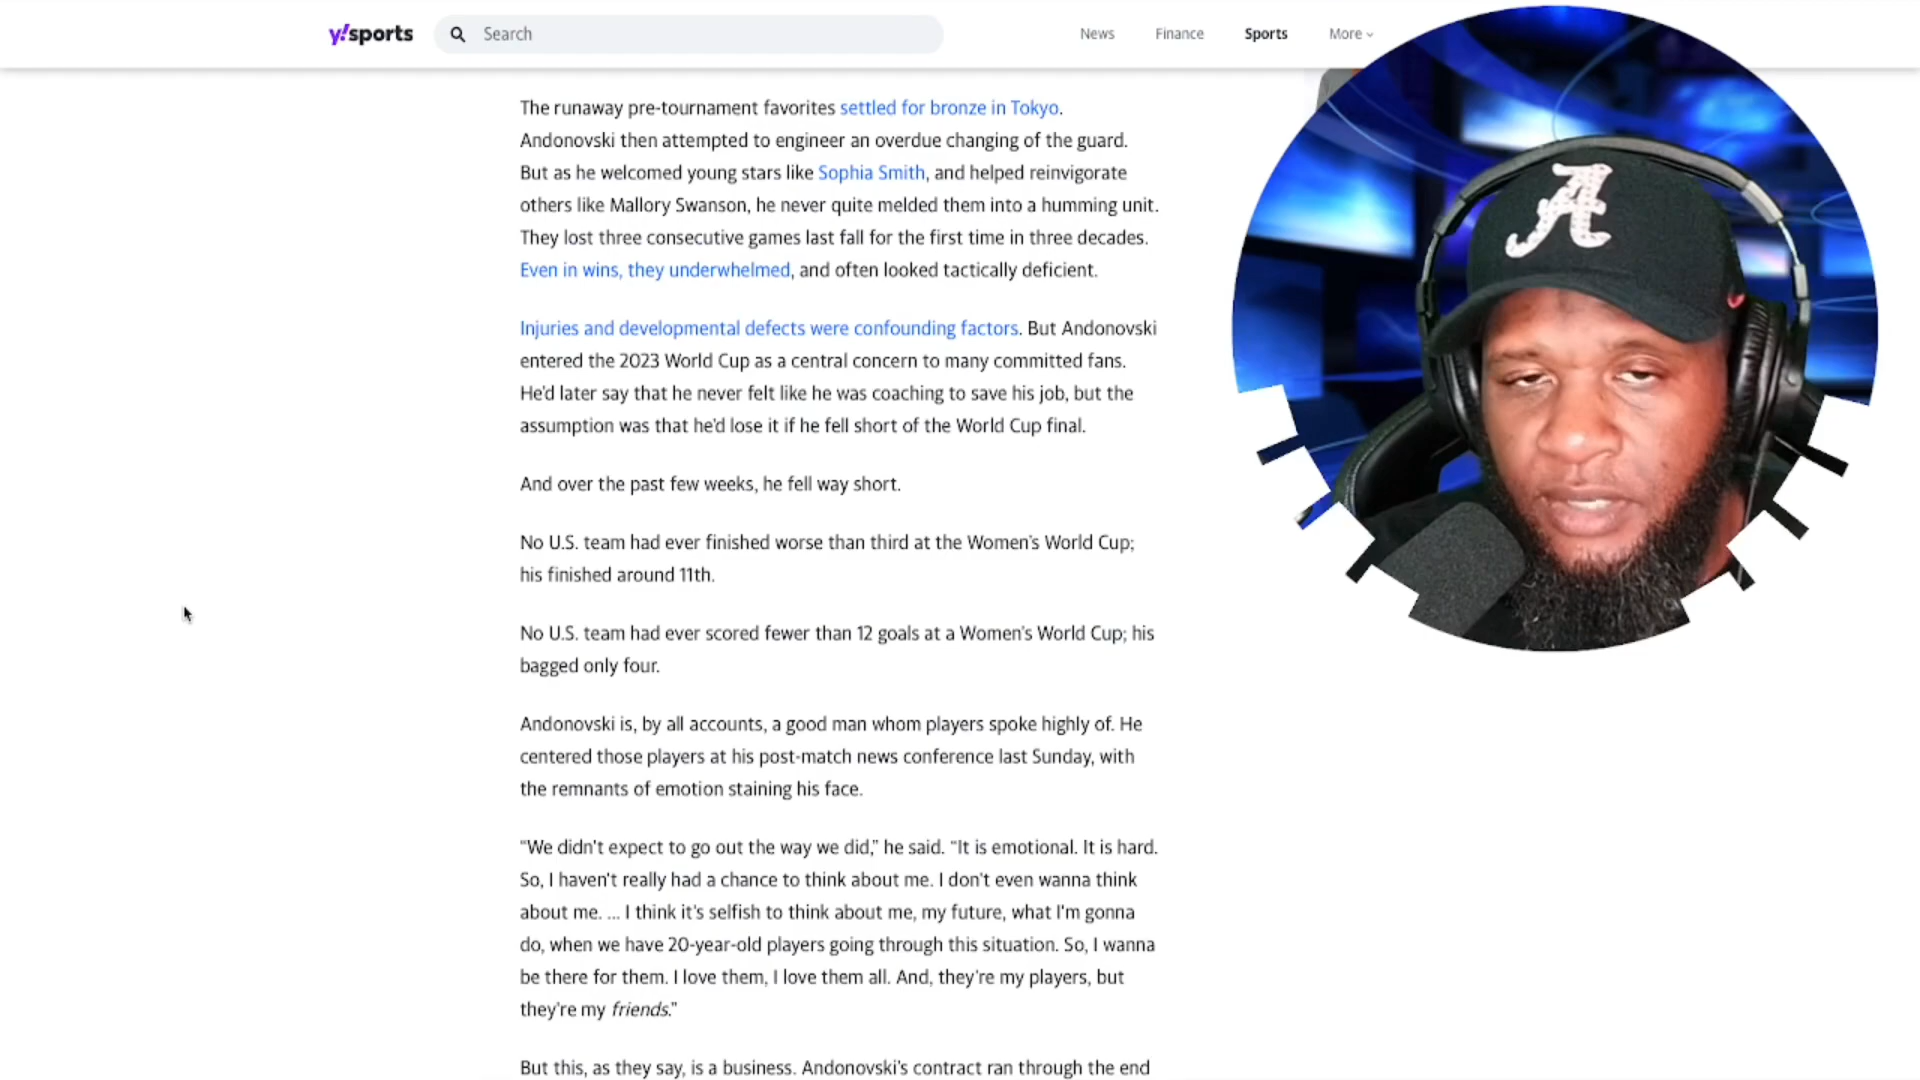 y!sports
Search
News
Finance
Sports
More
The runaway pre-tournament favorites settled for bronze in Tokyo.
Andonovski then attempted to engineer an overdue changing of the guard.
But as he welcomed young stars like Sophia Smith, and helped reinvigorate
others like Mallory Swanson, he never quite melded them into a humming unit.
They lost three consecutive games last fall for the first time in three decades.
Even in wins, they underwhelmed, and often looked tactically deficient.
Injuries and developmental defects were confounding factors. But Andonovski
entered the 2023 World Cup as a central concern to many committed fans.
He'd later say that he never felt like he was coaching to save his job, but the
assumption was that he'd lose it if he fell short of the World Cup final.
And over the past few weeks, he fell way short.
No U.S. team had ever finished worse than third at the Women's World Cup;
his finished around 11th.
No U.S. team had ever scored fewer than 12 goals at a Women's World Cup; his
bagged only four.
Andonovski is, by all accounts, a good man whom players spoke highly of. He
centered those players at his post-match news conference last Sunday, with
the remnants of emotion staining his face.
“We didn't expect to go out the way we did,” he said. “It is emotional. It is hard.
So, I haven't really had a chance to think about me. I don't even wanna think
about me. ... I think it's selfish to think about me, my future, what I'm gonna
do, when we have 20-year-old players going through this situation. So, I wanna
be there for them. I love them, I love them all. And, they're my players, but
they're my friends.”
But this, as they say, is a business. Andonovski's contract ran through the end
A